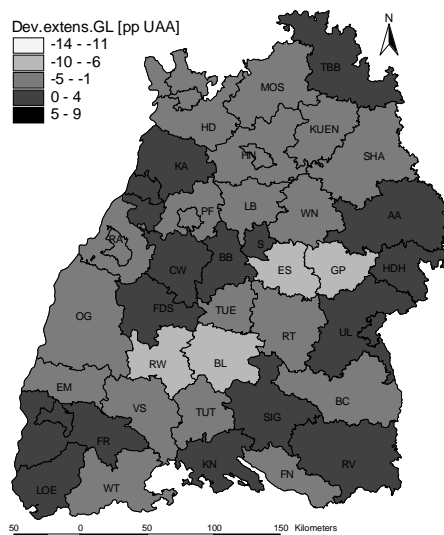 Dev.extens.GL [pp UAA]
-14 - -11
-10 - -6
-5 - -1
0 - 4
5 - 9
N
TBB
MOS
HD
KUEN
HN
SHA
KA
PF
LB
WN
AA
RA
S
CW
BB
ES
GP
HDH
OG
FDS
TUE
RT
UL
RW
BL
EM
VS
TUT
SIG
BC
FR
KN
FN
RV
LOE
WT
50 0 50 100 150 Kilometers